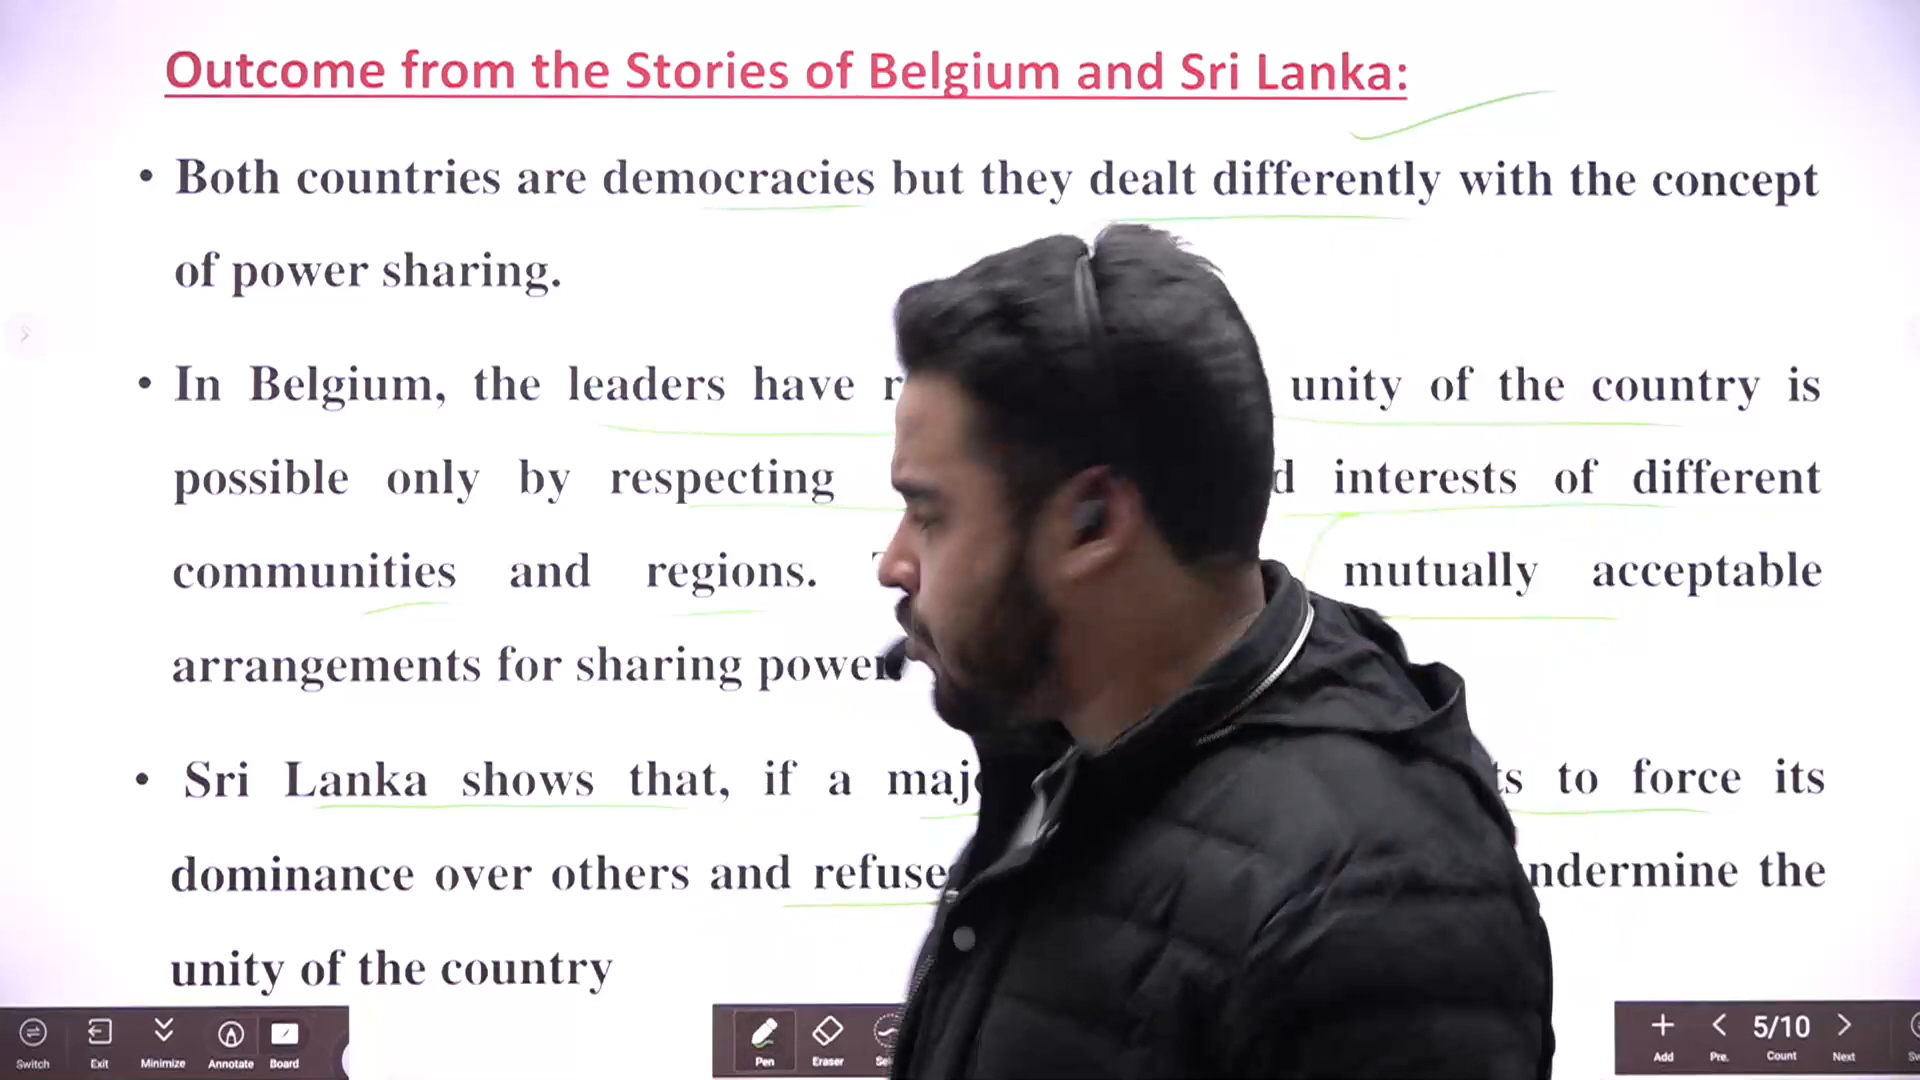 Outcome from the Stories of Belgium and Sri Lanka:
• Both countries are democracies but they dealt differently with the concept
of power sharing.
• In Belgium, the leaders have unity of the country is
possible only by respecting interests of different
communities and regions. mutually acceptable
arrangements for sharing power
• Sri Lanka shows that, if a to force its
dominance over others and the
unity of the country
Switch Exit Minimize Annotate Board Pen Eraser Add Pre. 5/10 Count Next